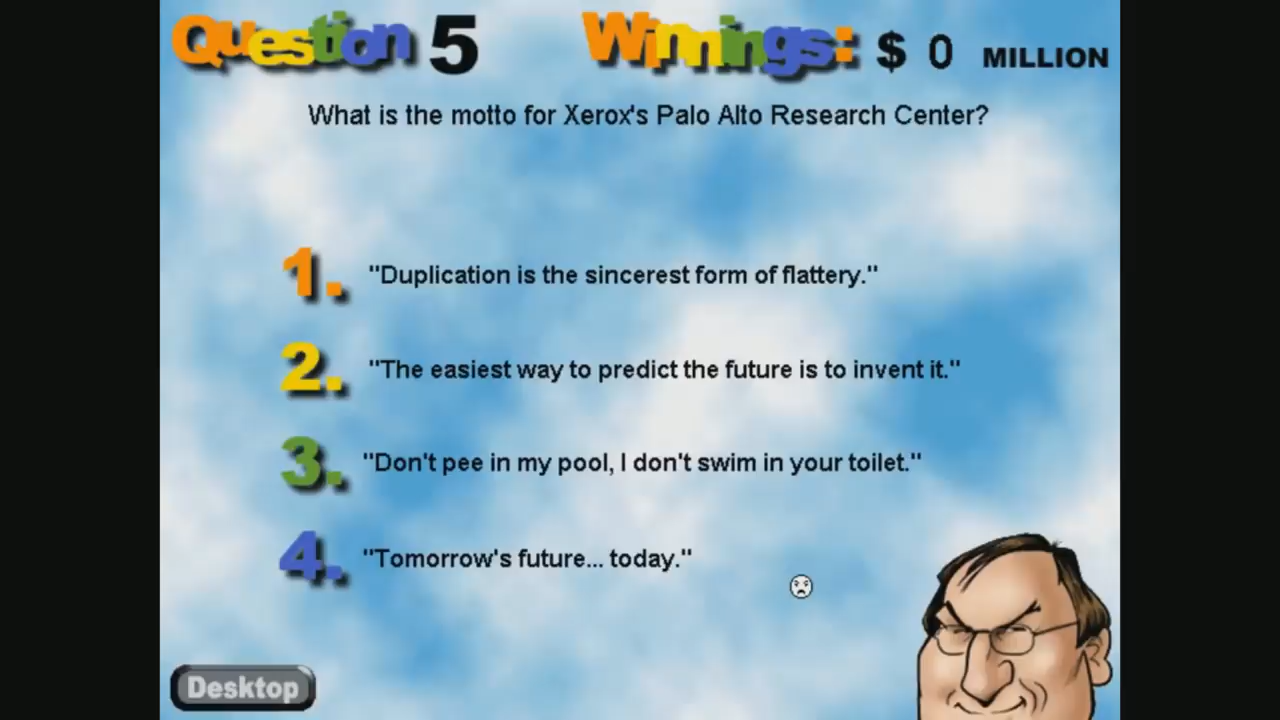 Question 5 Winnings: $ 0 MILLION
What is the motto for Xerox's Palo Alto Research Center?
1. "Duplication is the sincerest form of flattery."
2. "The easiest way to predict the future is to invent it."
3. "Don't pee in my pool, I don't swim in your toilet."
4. "Tomorrow's future... today."
Desktop